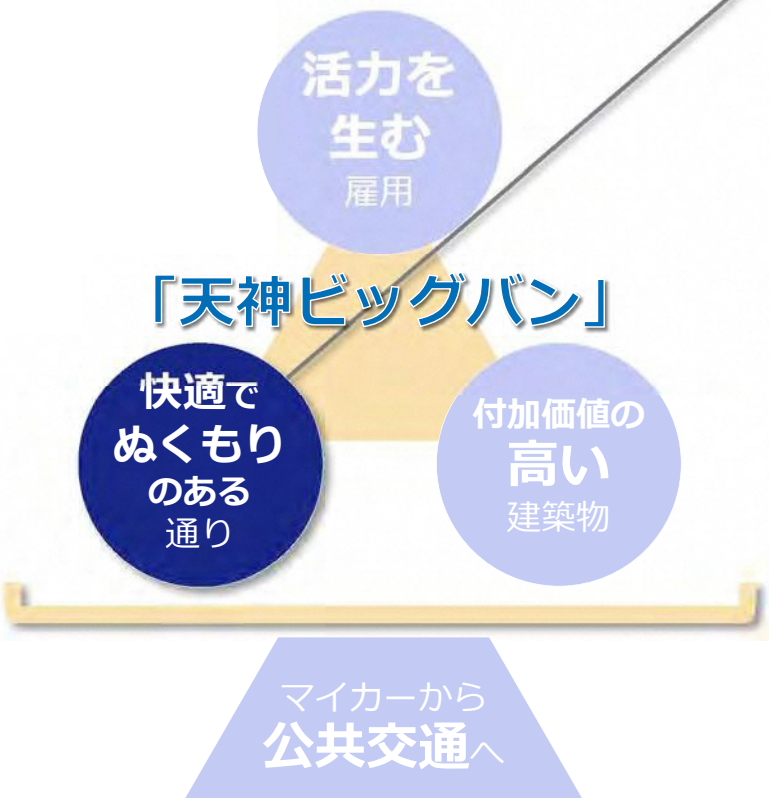 活力を
生む
雇用
「天神ビッグバン」
快適で
ぬくもり
のある
通り
付加価値の
高い
建築物
マイカーから
公共交通へ